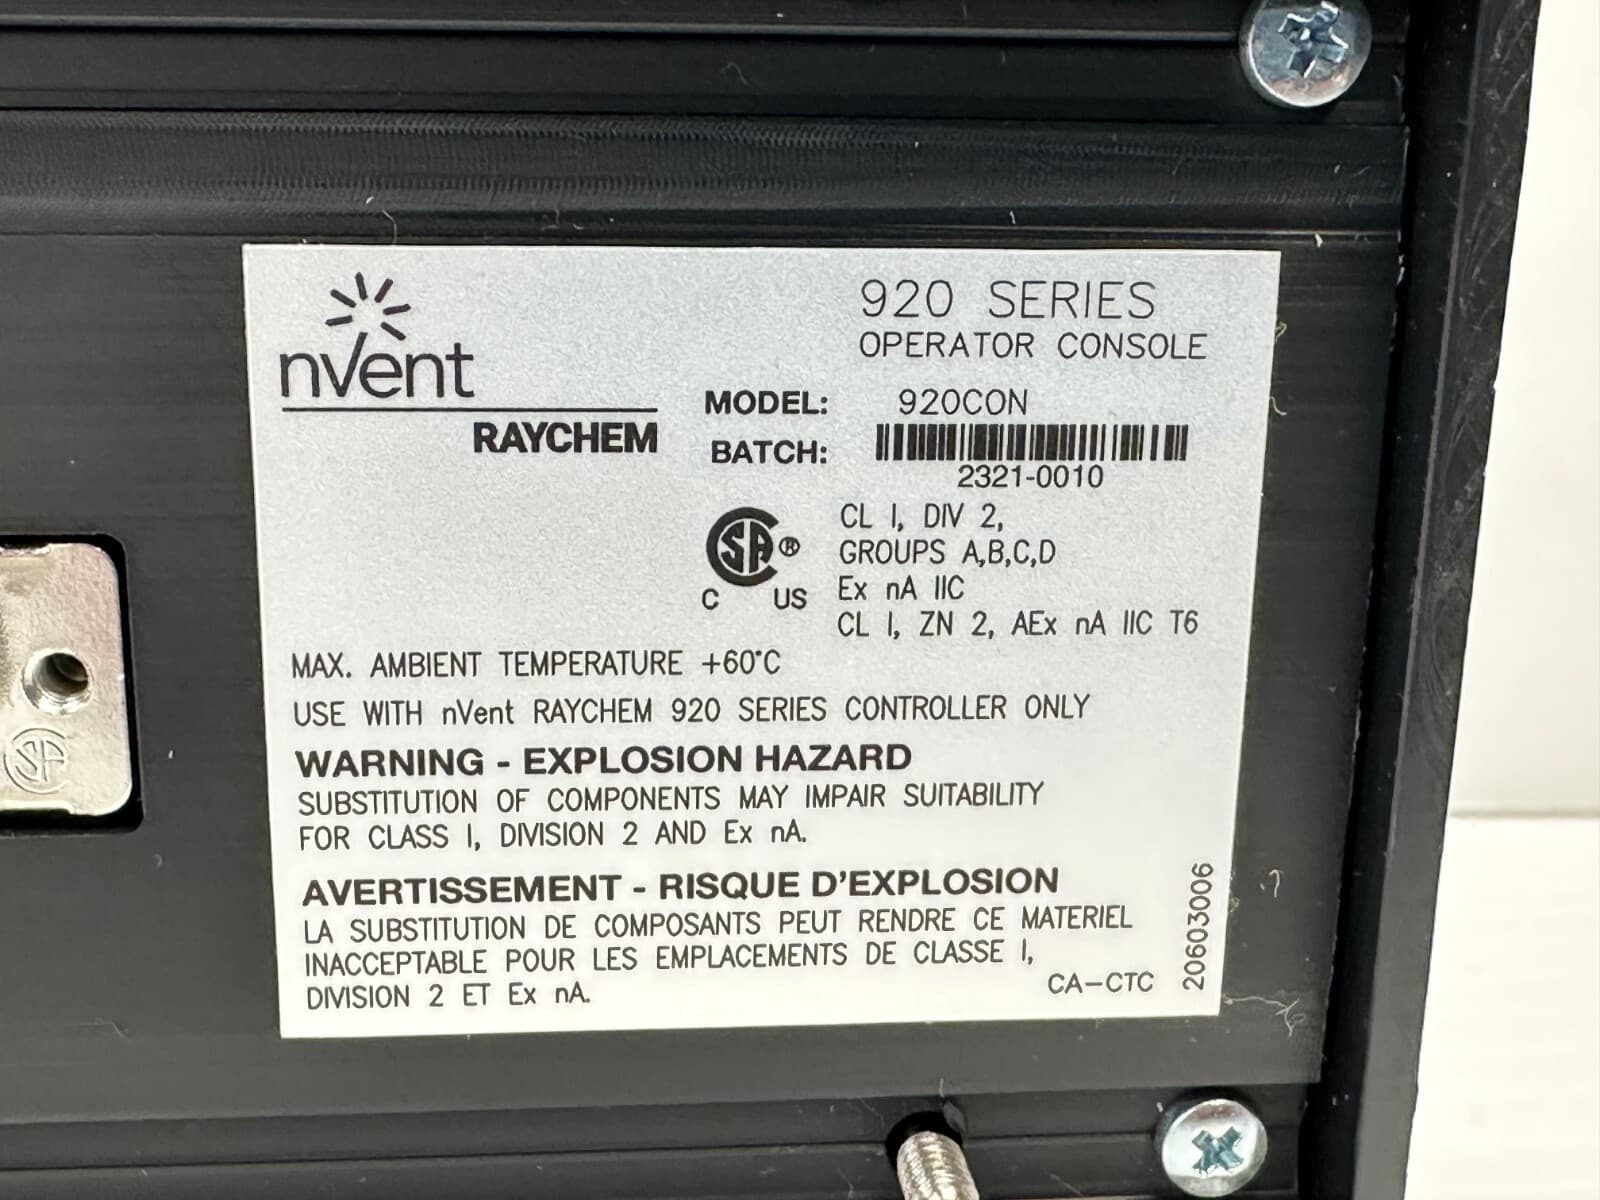 nVent
RAYCHEM
920 SERIES
OPERATOR CONSOLE
MODEL: 920CON
BATCH:
2321-0010
SA ®
C US
CL I, DIV 2,
GROUPS A,B,C,D
Ex nA IIC
CL I, ZN 2, AEx nA IIC T6
MAX. AMBIENT TEMPERATURE +60°C
USE WITH nVent RAYCHEM 920 SERIES CONTROLLER ONLY
WARNING - EXPLOSION HAZARD
SUBSTITUTION OF COMPONENTS MAY IMPAIR SUITABILITY
FOR CLASS I, DIVISION 2 AND Ex nA.
AVERTISSEMENT - RISQUE D'EXPLOSION
LA SUBSTITUTION DE COMPOSANTS PEUT RENDRE CE MATERIEL
INACCEPTABLE POUR LES EMPLACEMENTS DE CLASSE I,
DIVISION 2 ET Ex nA.
CA-CTC
20603006
SA